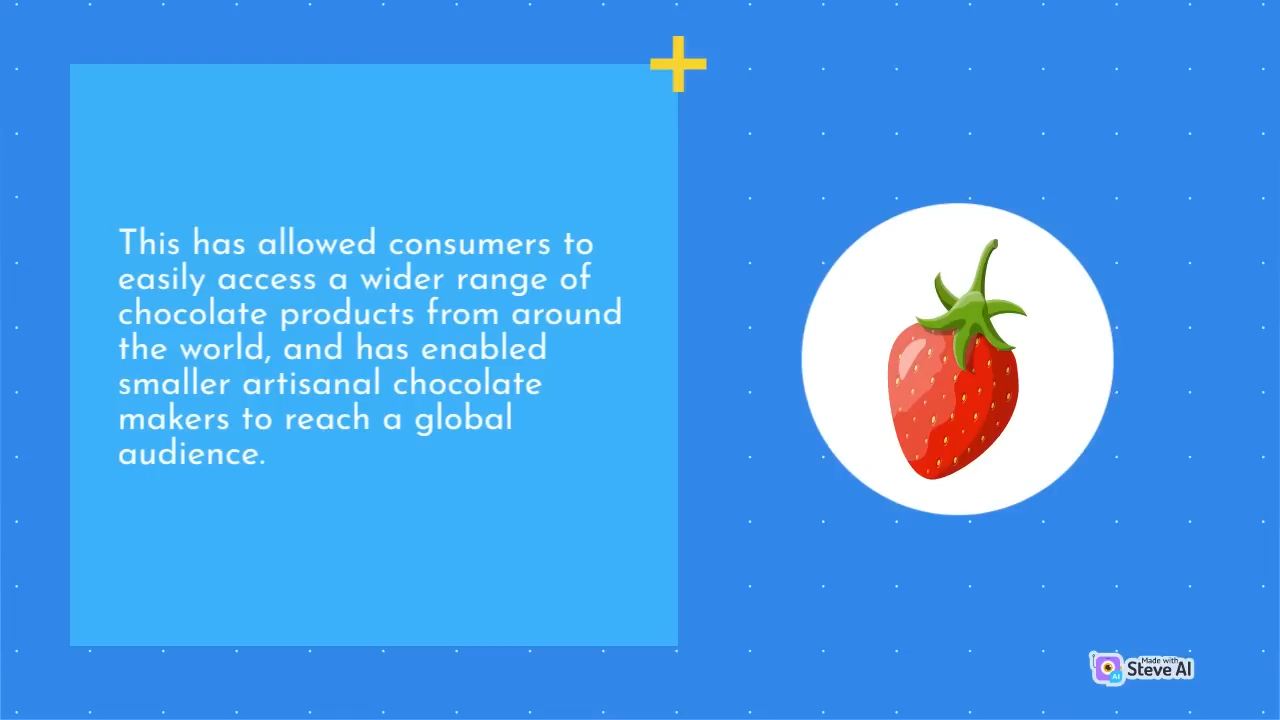 This has allowed consumers to
easily access a wider range of
chocolate products from around
the world, and has enabled
smaller artisanal chocolate
makers to reach a global
audience.
Made with
Steve AI
AI